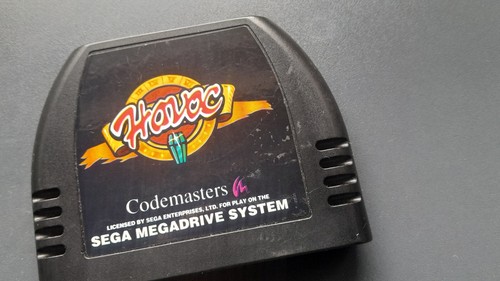 Havoc
Codemasters
LICENSED BY SEGA ENTERPRISES, LTD. FOR PLAY ON THE
SEGA MEGADRIVE SYSTEM